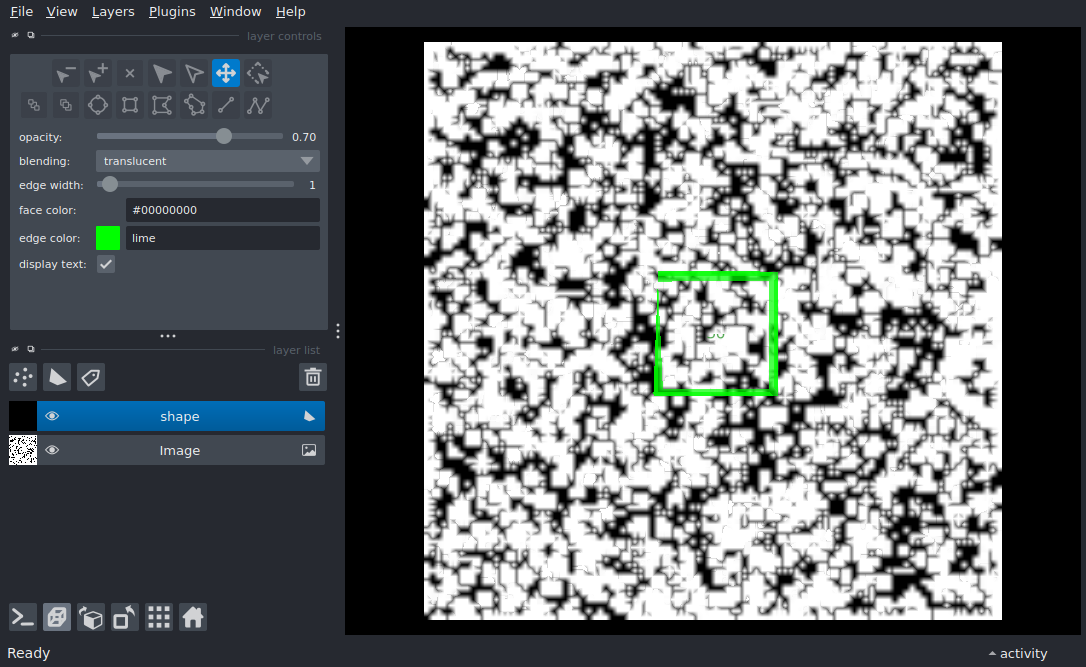 File View Layers Plugins Window Help
layer controls
opacity: 0.70
blending: translucent
edge width: 1
face color: #00000000
edge color: lime
display text:
layer list
shape
Image
Ready
activity